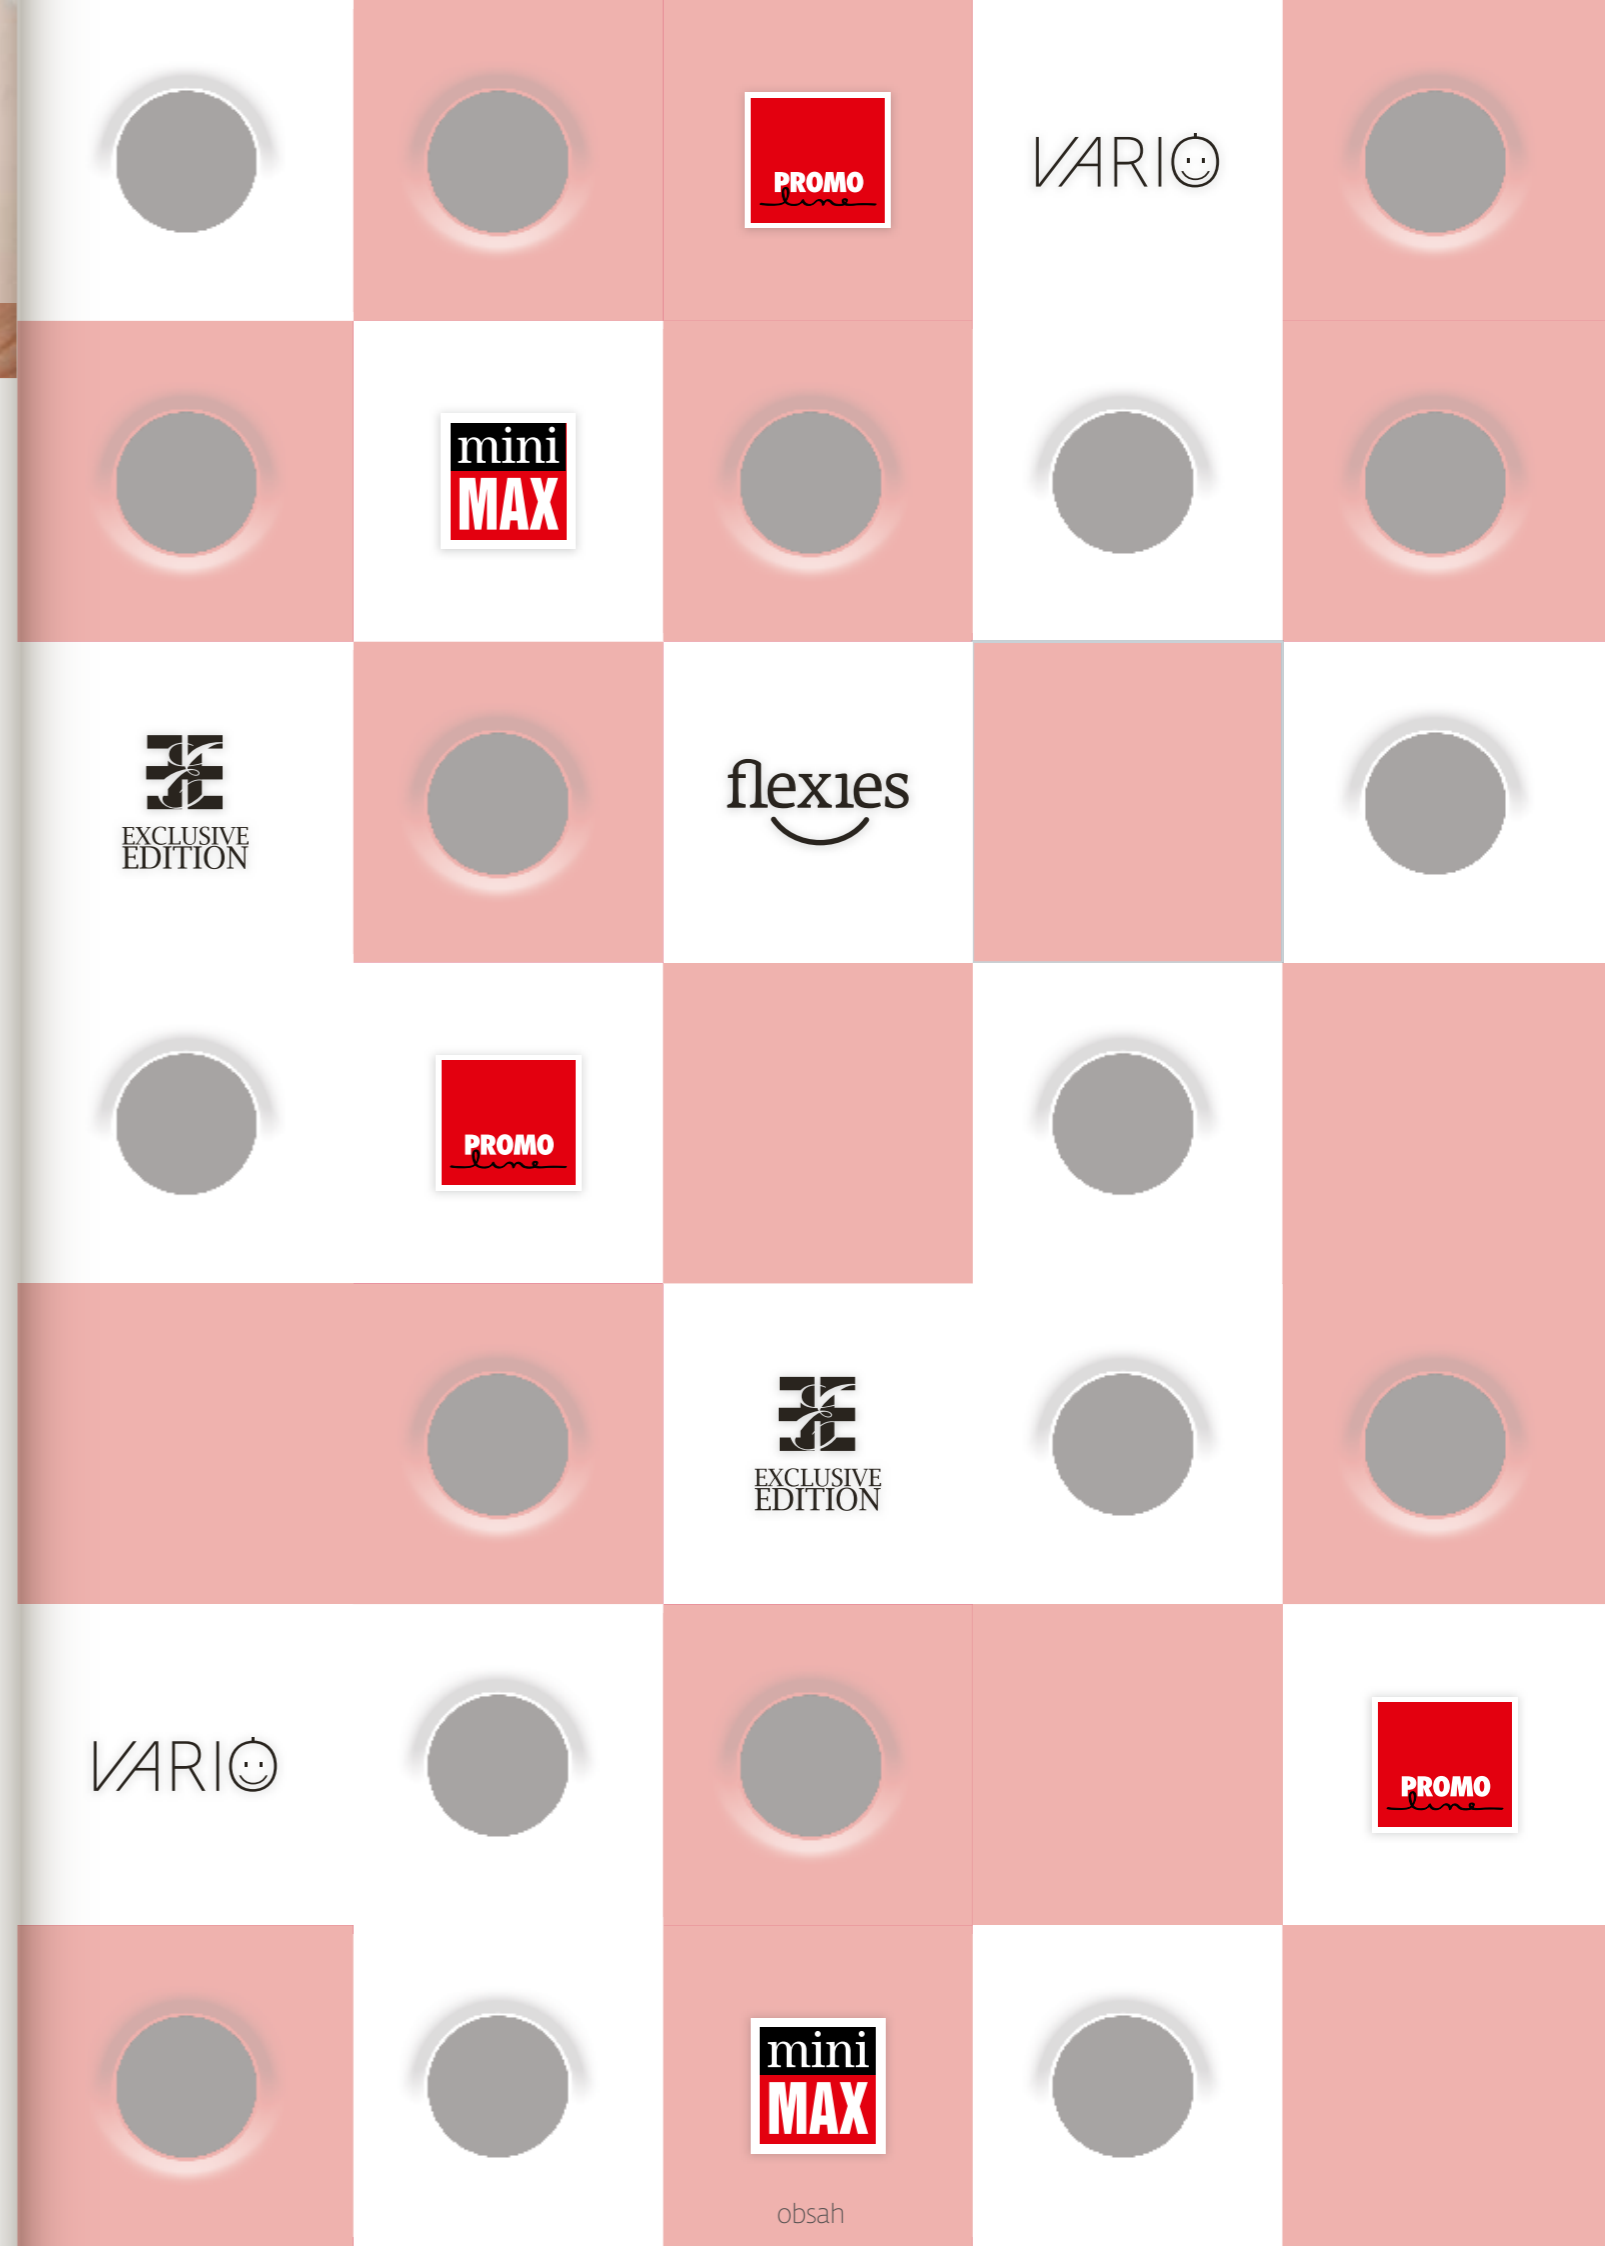 PROMO
line
VARIO
mini
MAX
EXCLUSIVE
EDITION
flexies
PROMO
line
EXCLUSIVE
EDITION
VARIO
PROMO
line
mini
MAX
obsah